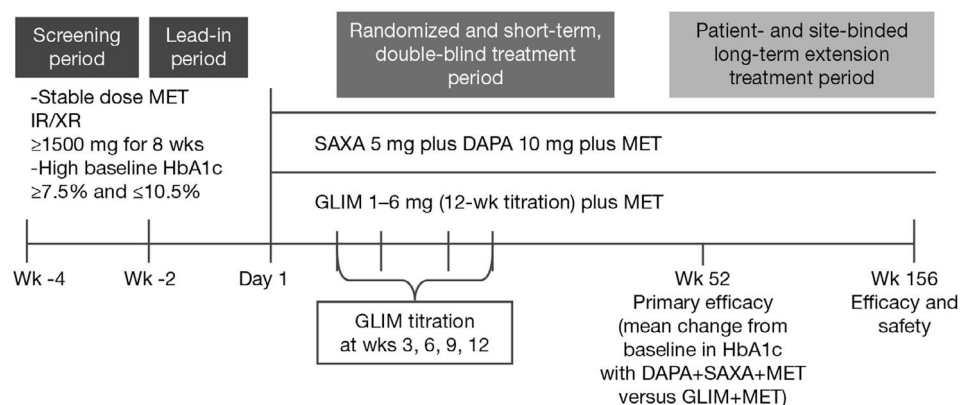 Screening
period
Lead-in
period
Randomized and short-term,
double-blind treatment
period
Patient- and site-binded
long-term extension
treatment period
-Stable dose MET
IR/XR
≥1500 mg for 8 wks
-High baseline HbA1c
≥7.5% and ≤10.5%
SAXA 5 mg plus DAPA 10 mg plus MET
GLIM 1–6 mg (12-wk titration) plus MET
Wk -4
Wk -2
Day 1
GLIM titration
at wks 3, 6, 9, 12
Wk 52
Primary efficacy
(mean change from
baseline in HbA1c
with DAPA+SAXA+MET
versus GLIM+MET)
Wk 156
Efficacy and
safety